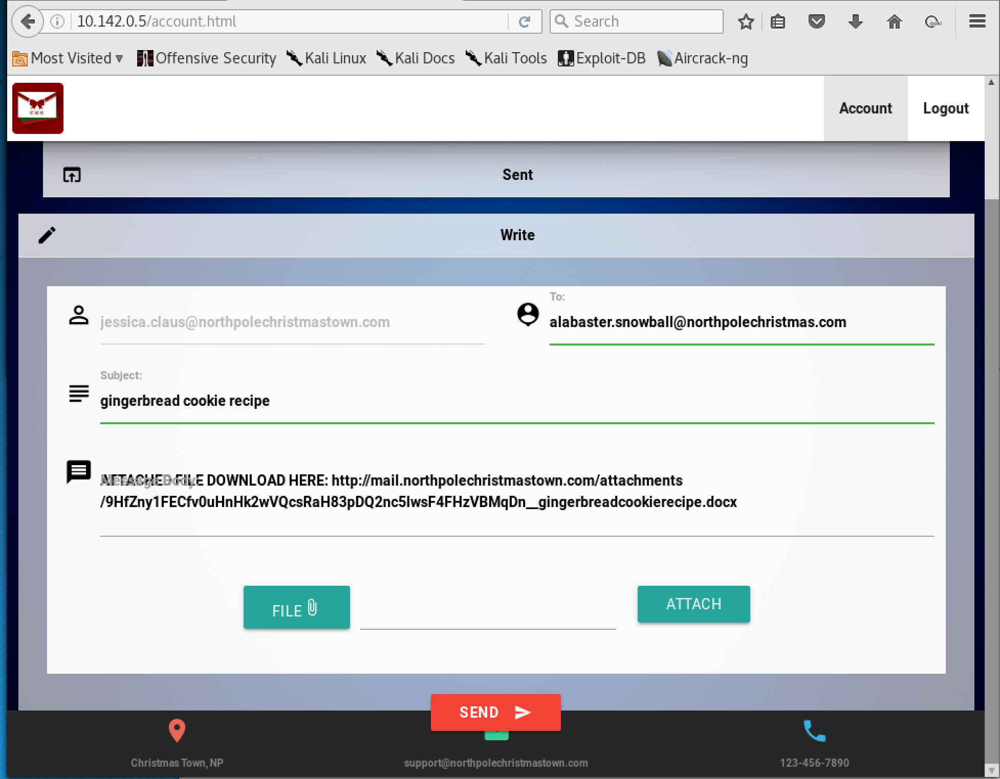 10.142.0.5/account.html
Search
Most Visited Offensive Security Kali Linux Kali Docs Kali Tools Exploit-DB Aircrack-ng
Account Logout
Sent
Write
To:
jessica.claus@northpolechristmastown.com alabaster.snowball@northpolechristmas.com
Subject:
gingerbread cookie recipe
Message Body:
ATTACHED FILE DOWNLOAD HERE: http://mail.northpolechristmastown.com/attachments
/9HfZny1FECfv0uHnHk2wVQcsRaH83pDQ2nc5lwsF4FHzVBMqDn__gingerbreadcookierecipe.docx
FILE
ATTACH
SEND
Christmas Town, NP support@northpolechristmastown.com 123-456-7890